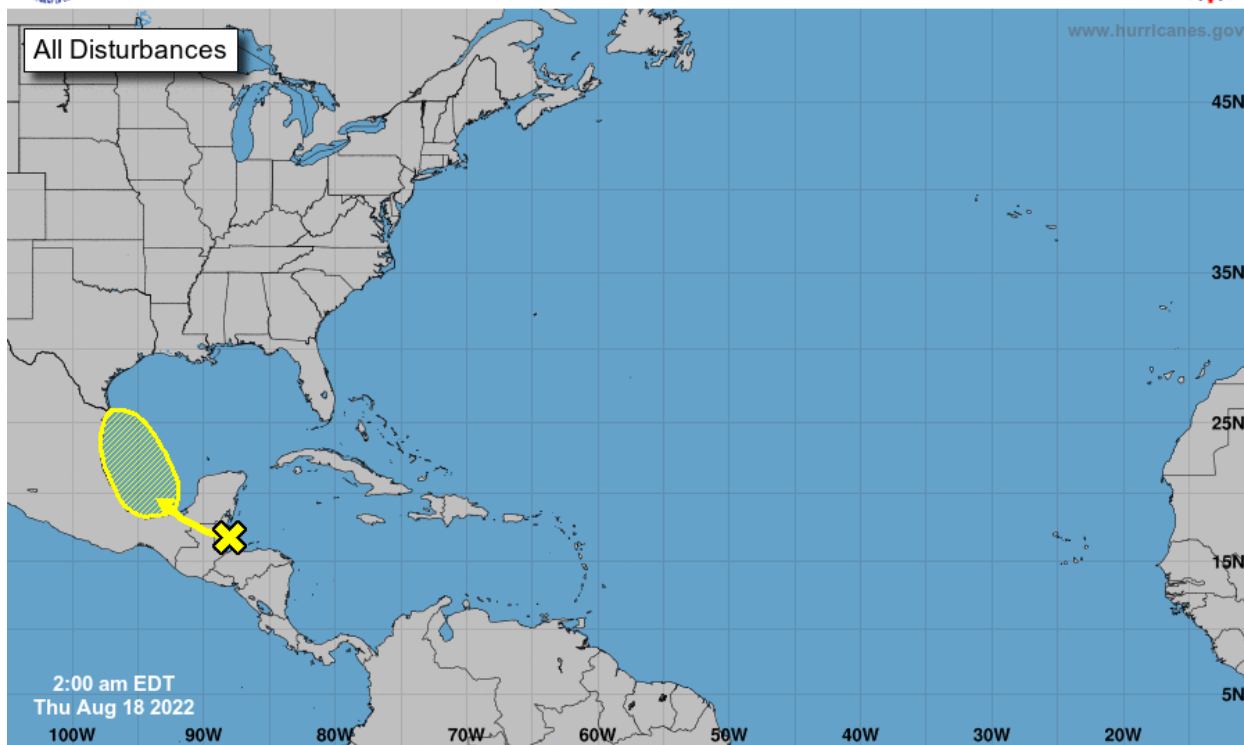 All Disturbances
www.hurricanes.gov
45N
35N
25N
15N
5N
2:00 am EDT
Thu Aug 18 2022
100W 90W 80W 70W 60W 50W 40W 30W 20W